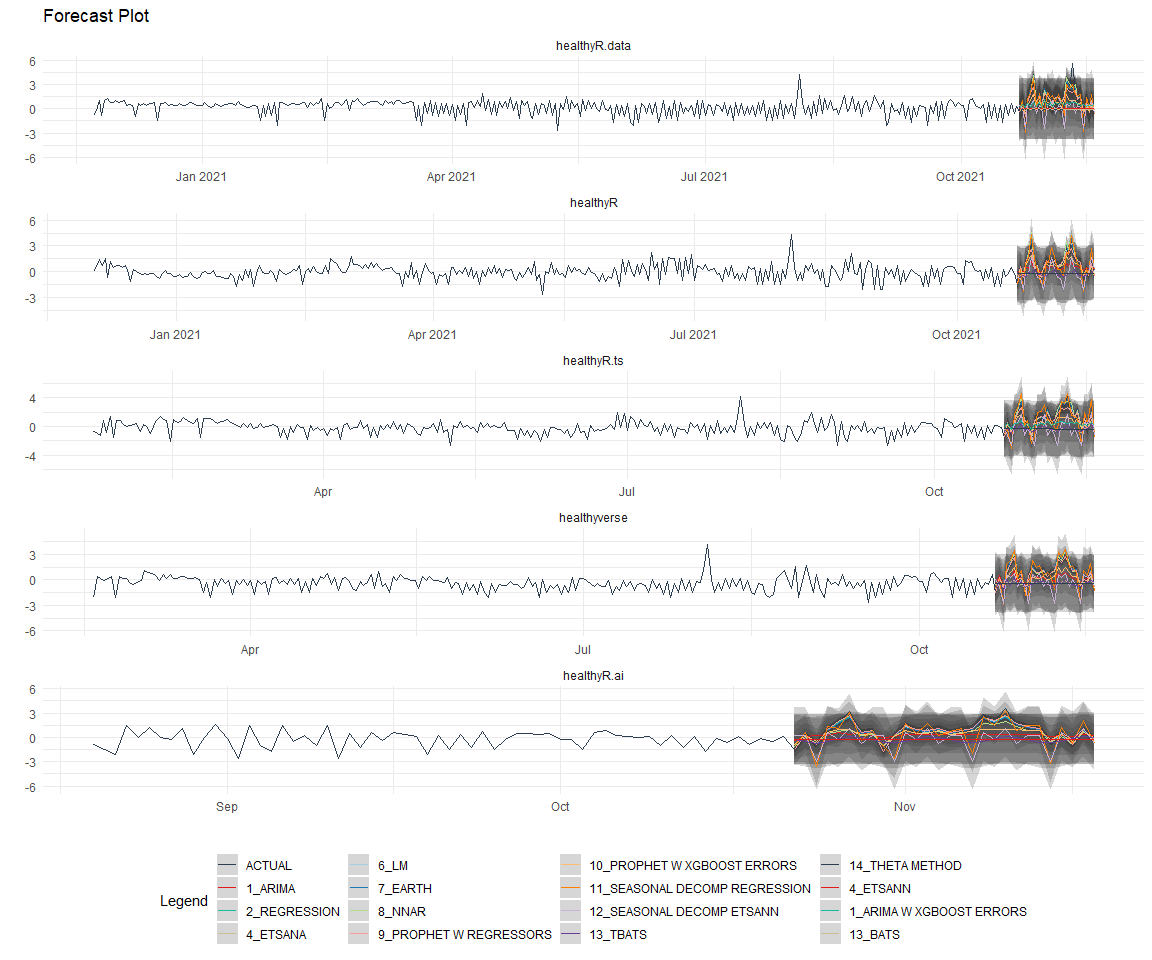 Forecast Plot
healthyR.data
6
3
0
-3
-6
Jan 2021 Apr 2021 Jul 2021 Oct 2021
healthyR
6
3
0
-3
Jan 2021 Apr 2021 Jul 2021 Oct 2021
healthyR.ts
4
0
-4
Apr Jul Oct
healthyverse
3
0
-3
-6
Apr Jul Oct
healthyR.ai
6
3
0
-3
-6
Sep Oct Nov
Legend
ACTUAL 6_LM 10_PROPHET W XGBOOST ERRORS 14_THETA METHOD
1_ARIMA 7_EARTH 11_SEASONAL DECOMP REGRESSION 4_ETSANN
2_REGRESSION 8_NNAR 12_SEASONAL DECOMP ETSANN 1_ARIMA W XGBOOST ERRORS
4_ETSANA 9_PROPHET W REGRESSORS 13_TBATS 13_BATS